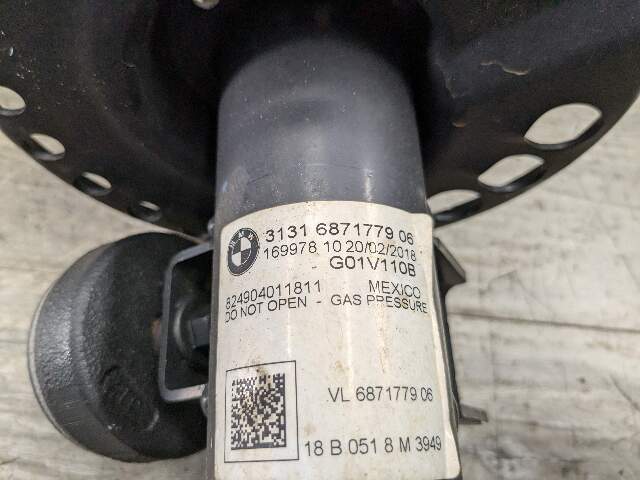 BMW
3131 6871779 06
169978 10 20/02/2018
G01V110B
824904011811 MEXICO
DO NOT OPEN - GAS PRESSURE
VL 6871779 06
18 B 051 8 M 3949